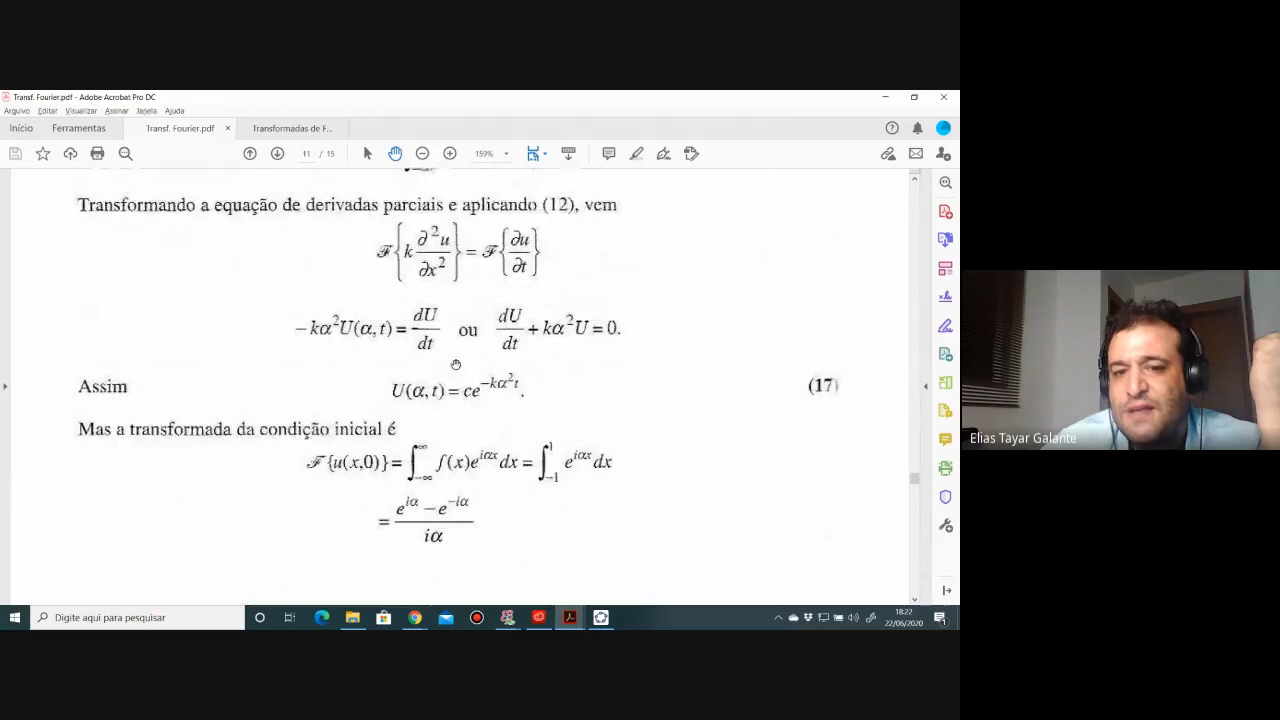 Transf. Fourier.pdf - Adobe Acrobat Pro DC
Arquivo Editar Visualizar Assinar Janela Ajuda
Início Ferramentas Transf. Fourier.pdf × Transformadas de F...
11 / 15 159%
Transformando a equação de derivadas parciais e aplicando (12), vem
ℱ{k ∂²u/∂x²} = ℱ{∂u/∂t}
−kα²U(α, t) = dU/dt ou dU/dt + kα²U = 0.
Assim U(α, t) = ce^{−kα²t}. (17)
Mas a transformada da condição inicial é
ℱ{u(x,0)} = ∫_{−∞}^{∞} f(x)e^{iαx}dx = ∫_{−1}^{1} e^{iαx}dx
= (e^{iα} − e^{−iα})/(iα)
Elias Tayar Galante
Digite aqui para pesquisar
18:22
22/06/2020